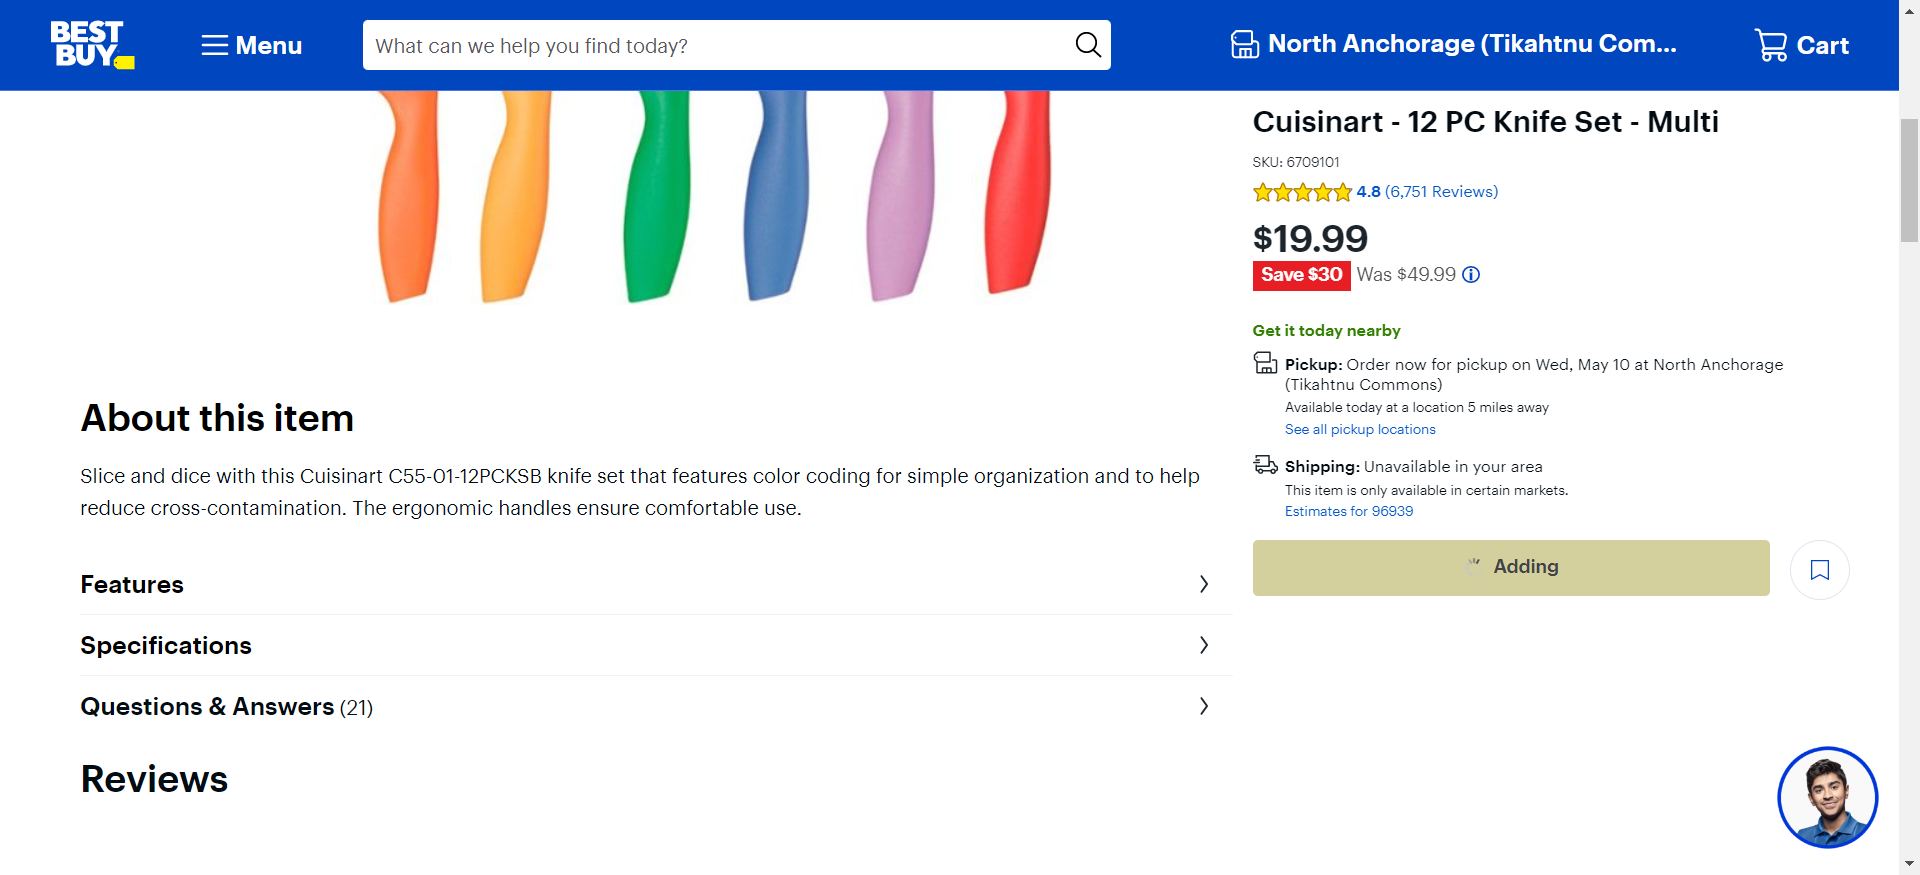 BEST
BUY
Menu
What can we help you find today?
North Anchorage (Tikahtnu Com...
Cart
Cuisinart - 12 PC Knife Set - Multi
SKU: 6709101
4.8 (6,751 Reviews)
$19.99
Save $30 Was $49.99
Get it today nearby
Pickup: Order now for pickup on Wed, May 10 at North Anchorage
(Tikahtnu Commons)
Available today at a location 5 miles away
See all pickup locations
Shipping: Unavailable in your area
This item is only available in certain markets.
Estimates for 96939
Adding
About this item
Slice and dice with this Cuisinart C55-01-12PCKSB knife set that features color coding for simple organization and to help
reduce cross-contamination. The ergonomic handles ensure comfortable use.
Features
Specifications
Questions & Answers (21)
Reviews